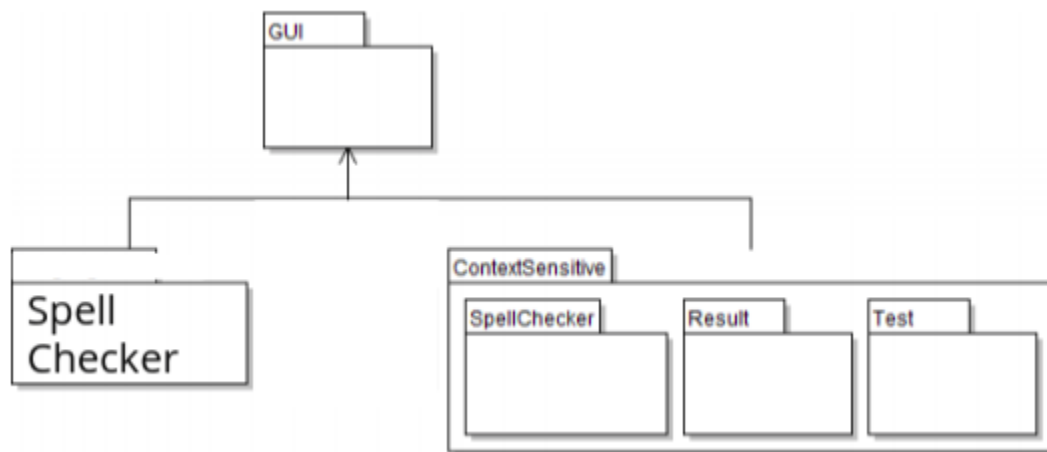 GUI
Spell
Checker
ContextSensitive
SpellChecker
Result
Test